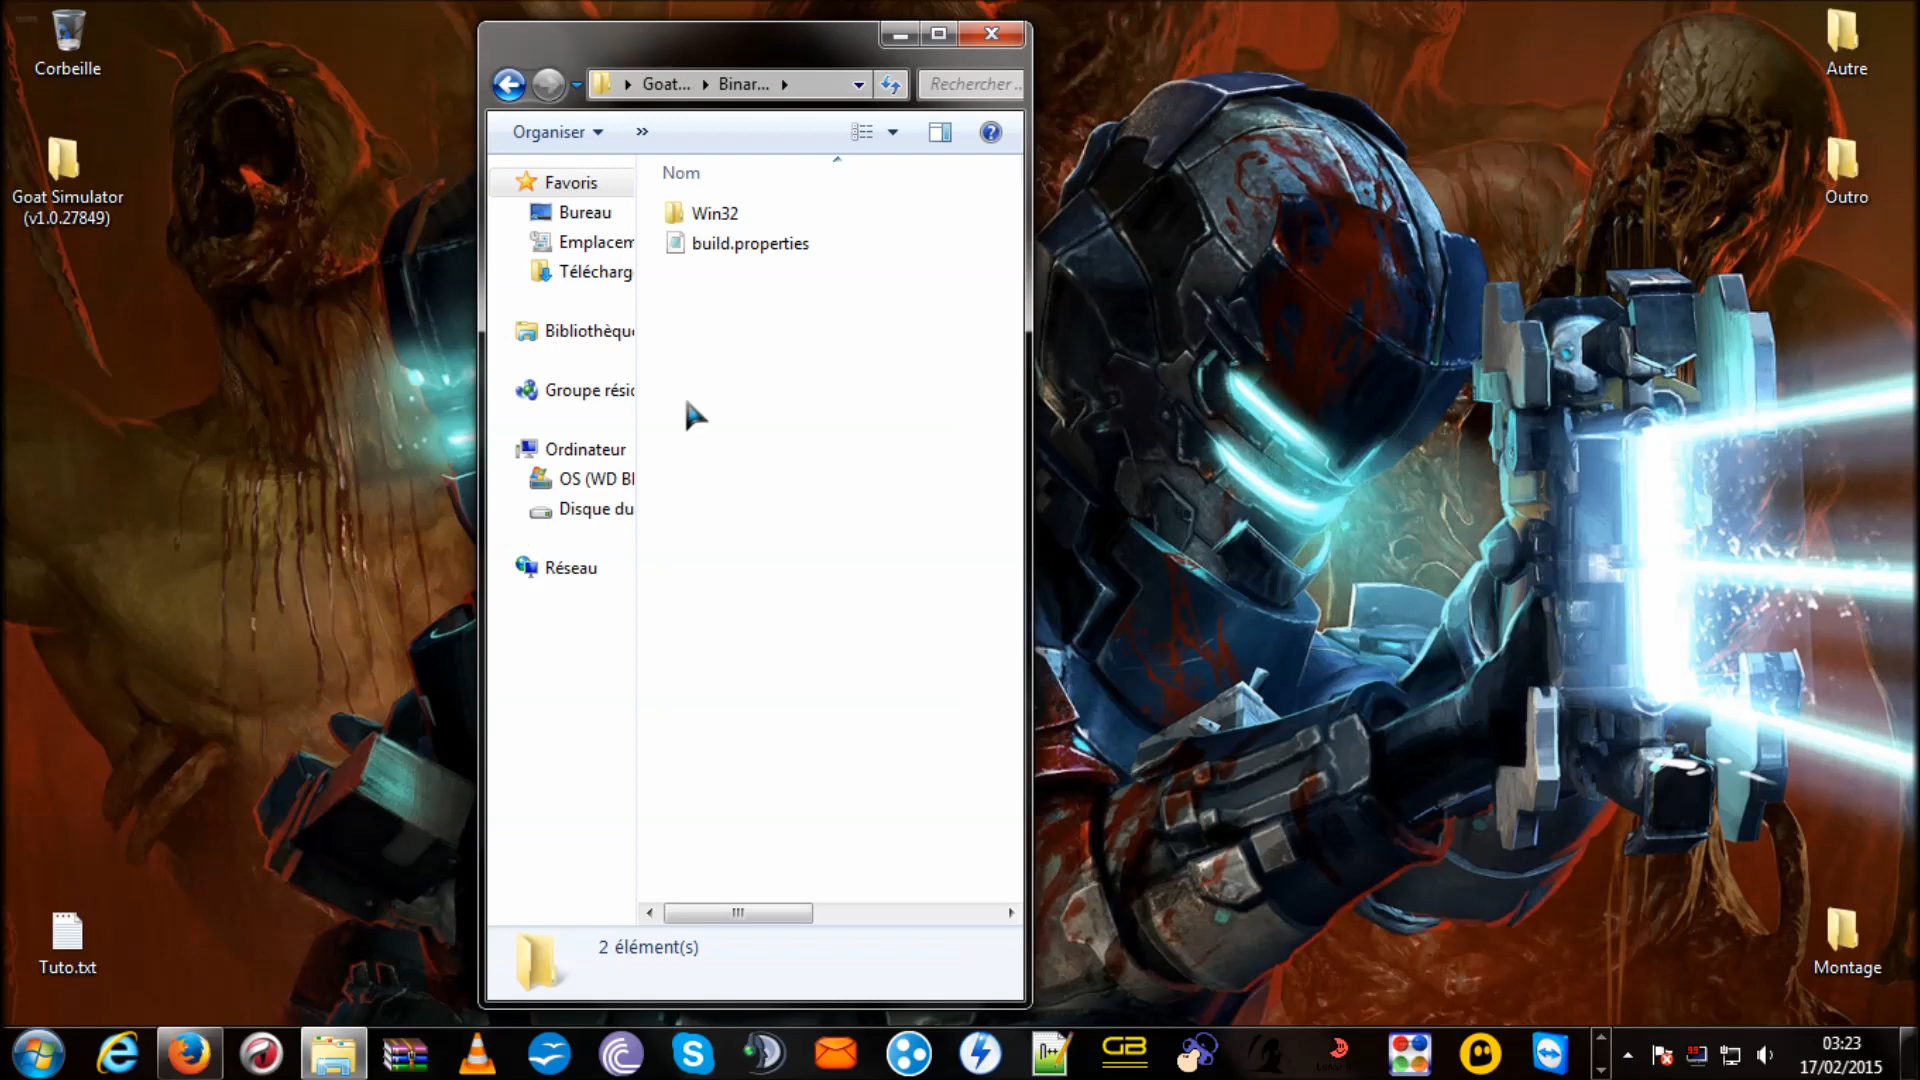 Corbeille
Goat Simulator
(v1.0.27849)
Tuto.txt
Goat...
Binar...
Rechercher...
Organiser
»
Nom
Favoris
Bureau
Emplacem
Télécharg
Bibliothèque
Groupe résid
Ordinateur
OS (WD Bl
Disque du
Réseau
Win32
build.properties
2 élément(s)
Autre
Outro
Montage
GB
03:23
17/02/2015